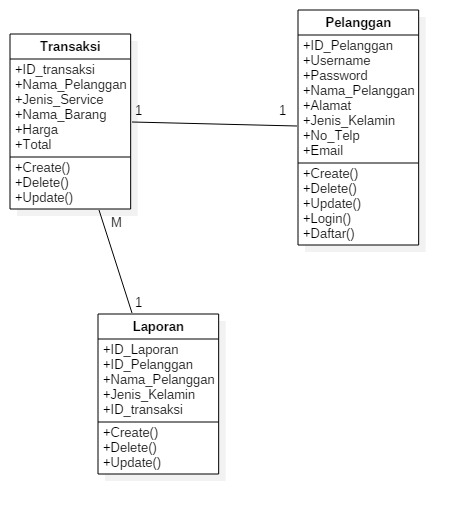 Transaksi
+ID_transaksi
+Nama_Pelanggan
+Jenis_Service
+Nama_Barang
+Harga
+Total
+Create()
+Delete()
+Update()
1
1
Pelanggan
+ID_Pelanggan
+Username
+Password
+Nama_Pelanggan
+Alamat
+Jenis_Kelamin
+No_Telp
+Email
+Create()
+Delete()
+Update()
+Login()
+Daftar()
M
1
Laporan
+ID_Laporan
+ID_Pelanggan
+Nama_Pelanggan
+Jenis_Kelamin
+ID_transaksi
+Create()
+Delete()
+Update()